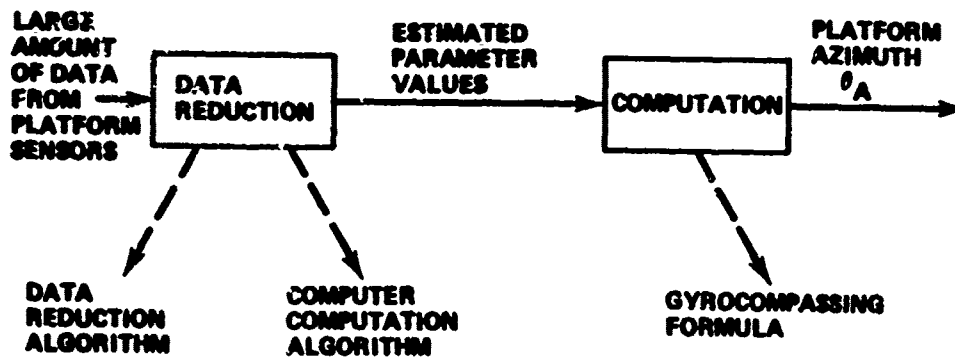 LARGE
AMOUNT
OF DATA
FROM
PLATFORM
SENSORS
DATA
REDUCTION
ESTIMATED
PARAMETER
VALUES
COMPUTATION
PLATFORM
AZIMUTH
θA
DATA
REDUCTION
ALGORITHM
COMPUTER
COMPUTATION
ALGORITHM
GYROCOMPASSING
FORMULA